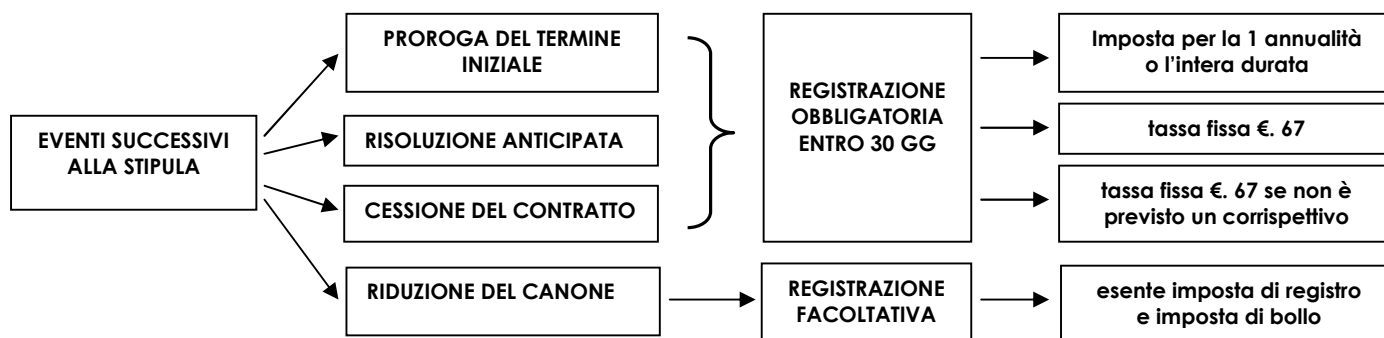 EVENTI SUCCESSIVI
ALLA STIPULA
PROROGA DEL TERMINE
INIZIALE
RISOLUZIONE ANTICIPATA
CESSIONE DEL CONTRATTO
RIDUZIONE DEL CANONE
REGISTRAZIONE
OBBLIGATORIA
ENTRO 30 GG
REGISTRAZIONE
FACOLTATIVA
Imposta per la 1 annualità
o l'intera durata
tassa fissa €. 67
tassa fissa €. 67 se non è
previsto un corrispettivo
esente imposta di registro
e imposta di bollo